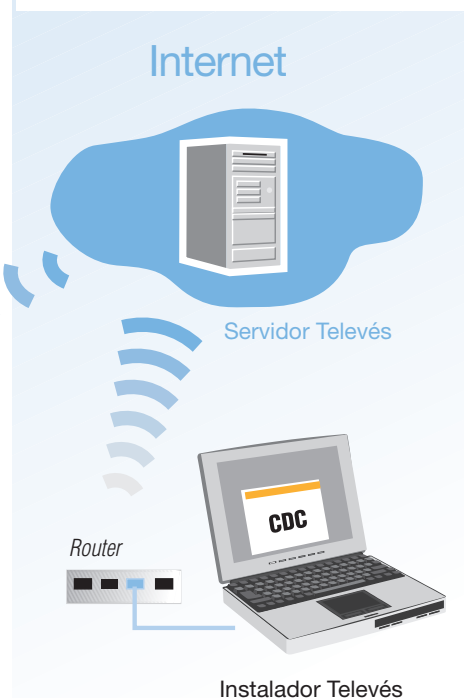 Internet
Servidor Televés
CDC
Router
Instalador Televés